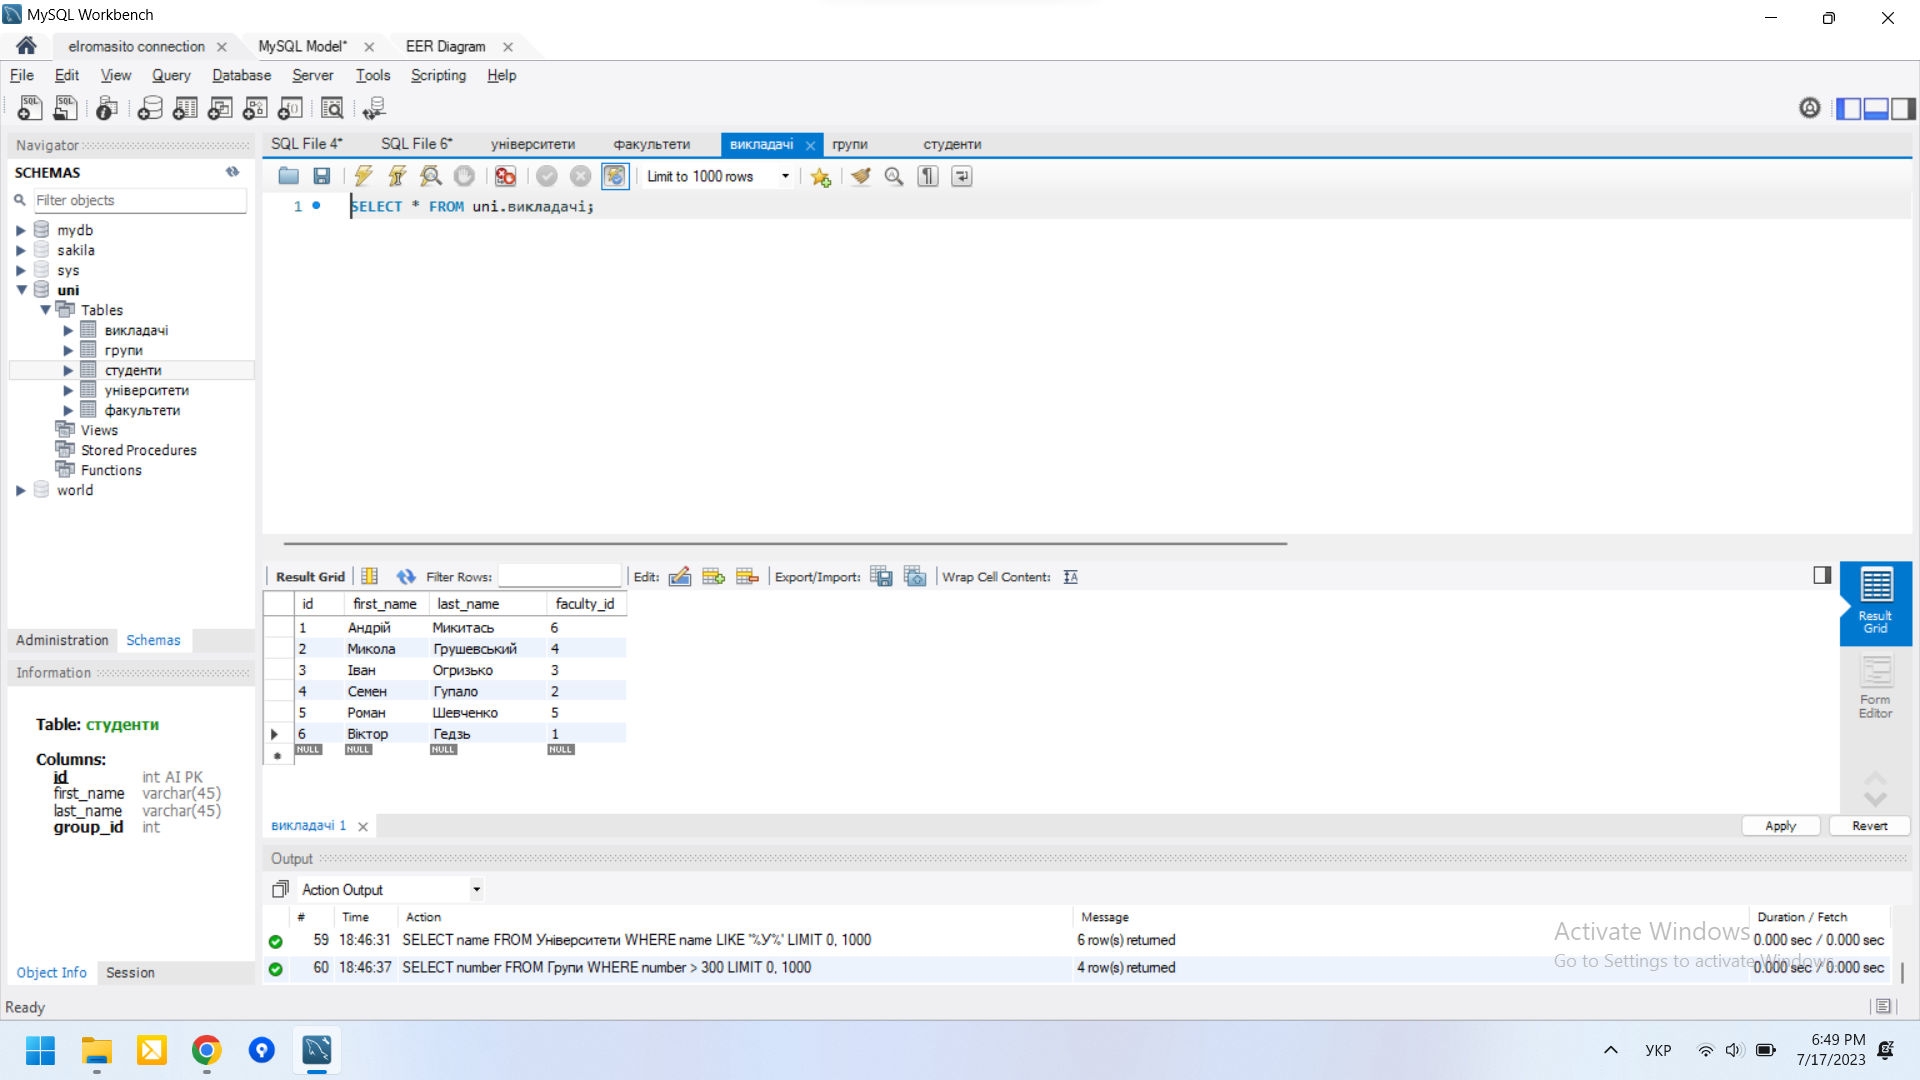 MySQL Workbench
elromasito connection
MySQL Model*
EER Diagram
File Edit View Query Database Server Tools Scripting Help
Navigator
SCHEMAS
Filter objects
mydb
sakila
sys
uni
Tables
викладачі
групи
студенти
університети
факультети
Views
Stored Procedures
Functions
world
Administration Schemas
Information
Table: студенти
Columns:
id int AI PK
first_name varchar(45)
last_name varchar(45)
group_id int
Object Info Session
SQL File 4* SQL File 6* університети факультети викладачі групи студенти
Limit to 1000 rows
1 SELECT * FROM uni.викладачі;
Result Grid Filter Rows: Edit: Export/Import: Wrap Cell Content:
id first_name last_name faculty_id
1 Андрій Микитась 6
2 Микола Грушевський 4
3 Іван Огризько 3
4 Семен Гупало 2
5 Роман Шевченко 5
6 Віктор Гедзь 1
NULL NULL NULL NULL
Result
Grid
Form
Editor
викладачі 1
Apply Revert
Output
Action Output
# Time Action Message Duration / Fetch
59 18:46:31 SELECT name FROM Університети WHERE name LIKE '%У%' LIMIT 0, 1000 6 row(s) returned 0.000 sec / 0.000 sec
60 18:46:37 SELECT number FROM Групи WHERE number > 300 LIMIT 0, 1000 4 row(s) returned 0.000 sec / 0.000 sec
Activate Windows
Go to Settings to activate Windows.
Ready
УКР
6:49 PM
7/17/2023